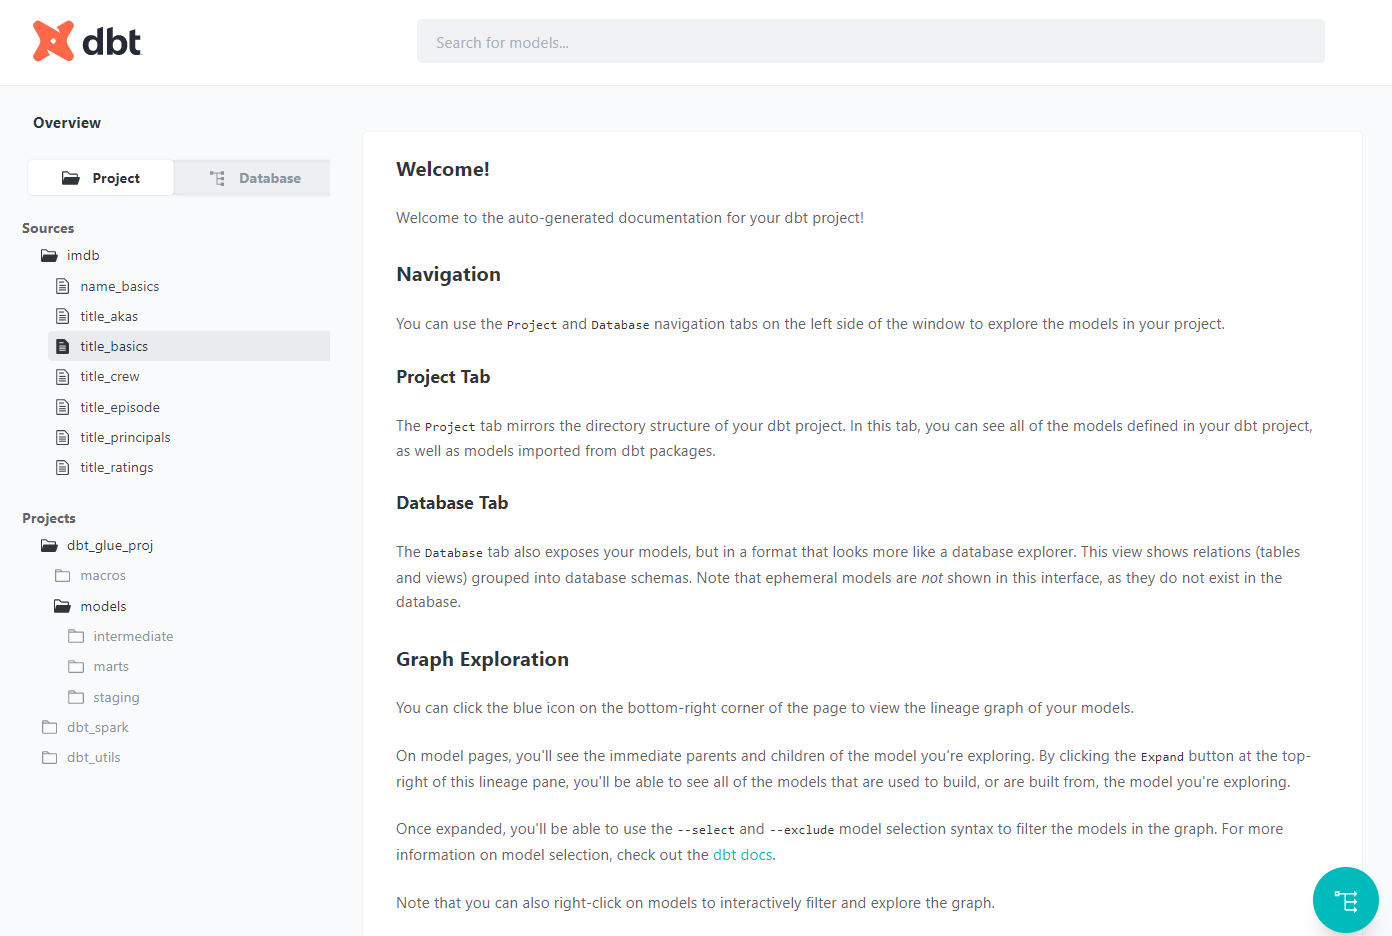 dbt
Search for models...
Overview
Project
Database
Sources
imdb
name_basics
title_akas
title_basics
title_crew
title_episode
title_principals
title_ratings
Projects
dbt_glue_proj
macros
models
intermediate
marts
staging
dbt_spark
dbt_utils
Welcome!
Welcome to the auto-generated documentation for your dbt project!
Navigation
You can use the Project and Database navigation tabs on the left side of the window to explore the models in your project.
Project Tab
The Project tab mirrors the directory structure of your dbt project. In this tab, you can see all of the models defined in your dbt project,
as well as models imported from dbt packages.
Database Tab
The Database tab also exposes your models, but in a format that looks more like a database explorer. This view shows relations (tables
and views) grouped into database schemas. Note that ephemeral models are not shown in this interface, as they do not exist in the
database.
Graph Exploration
You can click the blue icon on the bottom-right corner of the page to view the lineage graph of your models.
On model pages, you'll see the immediate parents and children of the model you're exploring. By clicking the Expand button at the top-
right of this lineage pane, you'll be able to see all of the models that are used to build, or are built from, the model you're exploring.
Once expanded, you'll be able to use the --select and --exclude model selection syntax to filter the models in the graph. For more
information on model selection, check out the dbt docs.
Note that you can also right-click on models to interactively filter and explore the graph.